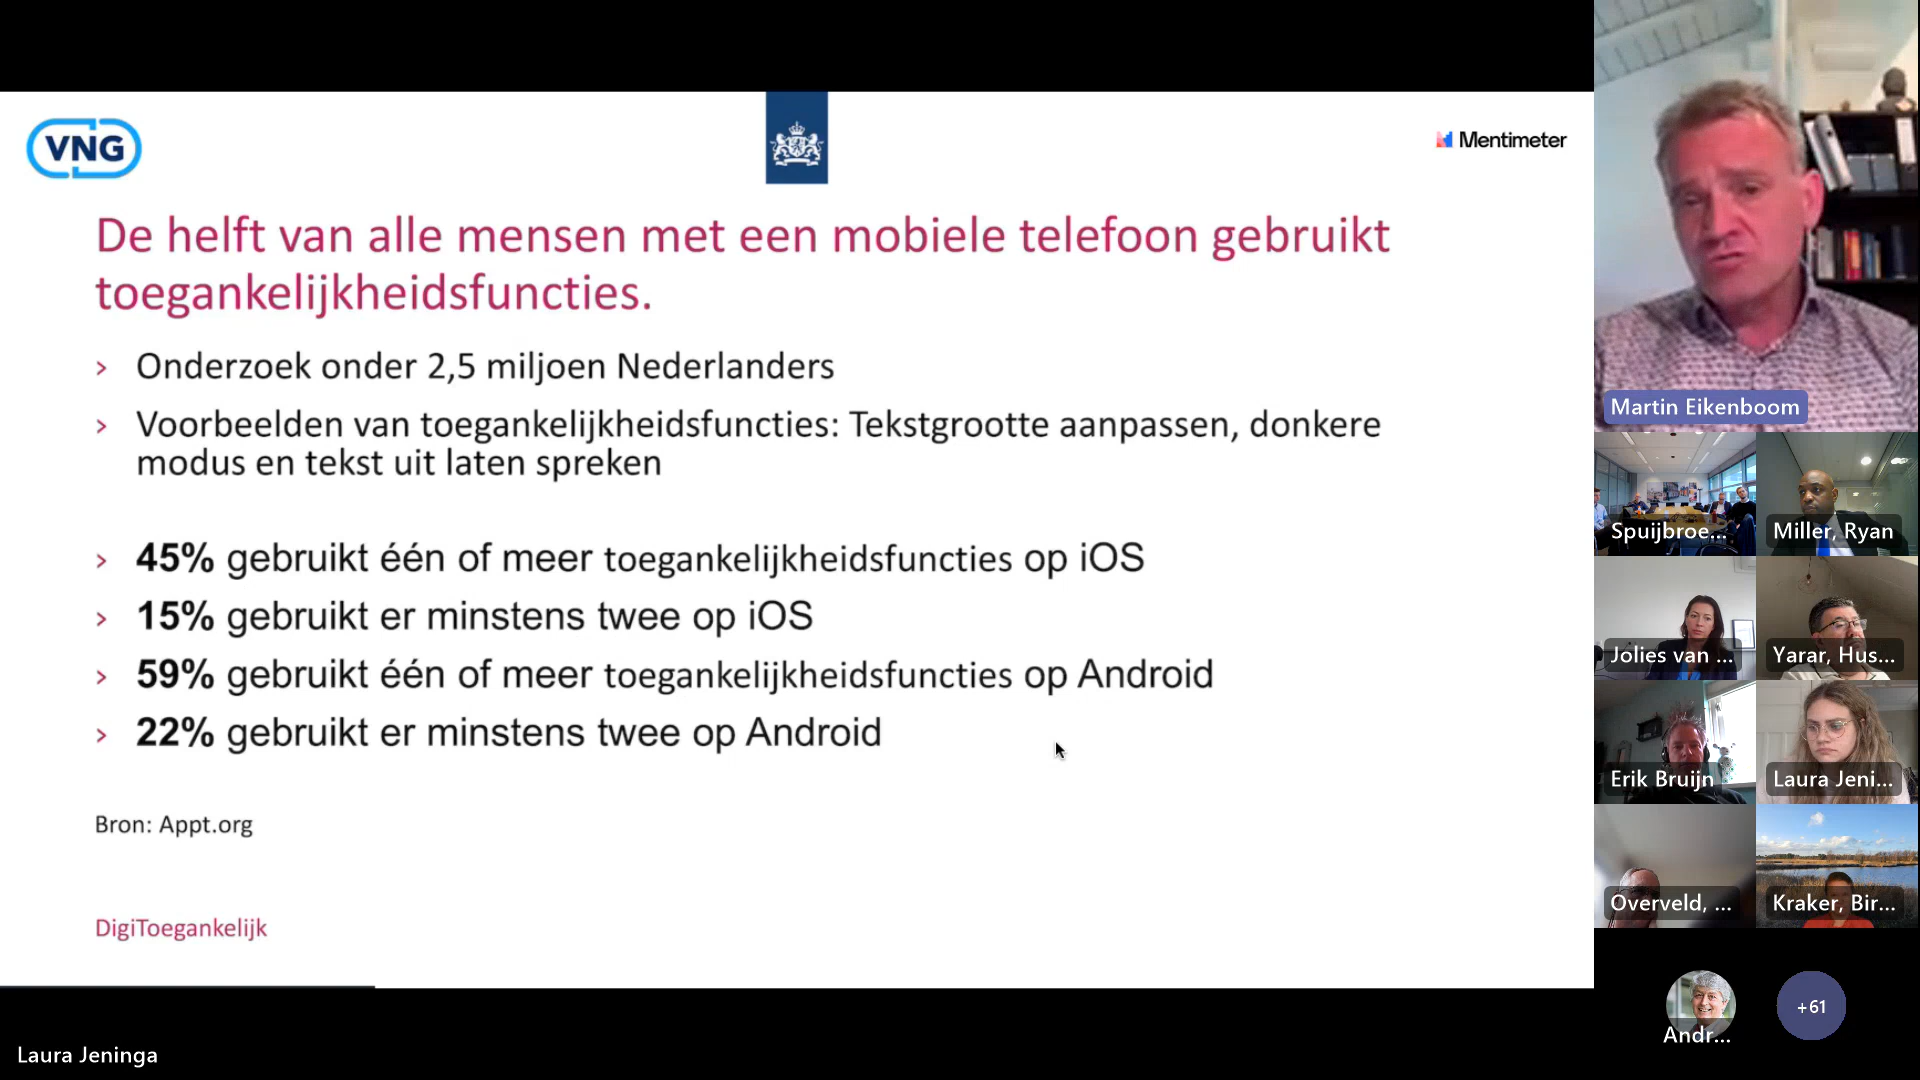 VNG
Mentimeter
De helft van alle mensen met een mobiele telefoon gebruikt
toegankelijkheidsfuncties.
› Onderzoek onder 2,5 miljoen Nederlanders
› Voorbeelden van toegankelijkheidsfuncties: Tekstgrootte aanpassen, donkere
modus en tekst uit laten spreken
› 45% gebruikt één of meer toegankelijkheidsfuncties op iOS
› 15% gebruikt er minstens twee op iOS
› 59% gebruikt één of meer toegankelijkheidsfuncties op Android
› 22% gebruikt er minstens twee op Android
Bron: Appt.org
DigiToegankelijk
Laura Jeninga
Martin Eikenboom
Spuijbroe...
Miller, Ryan
Jolies van ...
Yarar, Hus...
Erik Bruijn
Laura Jeni...
Overveld, ...
Kraker, Bir...
Andr...
+61